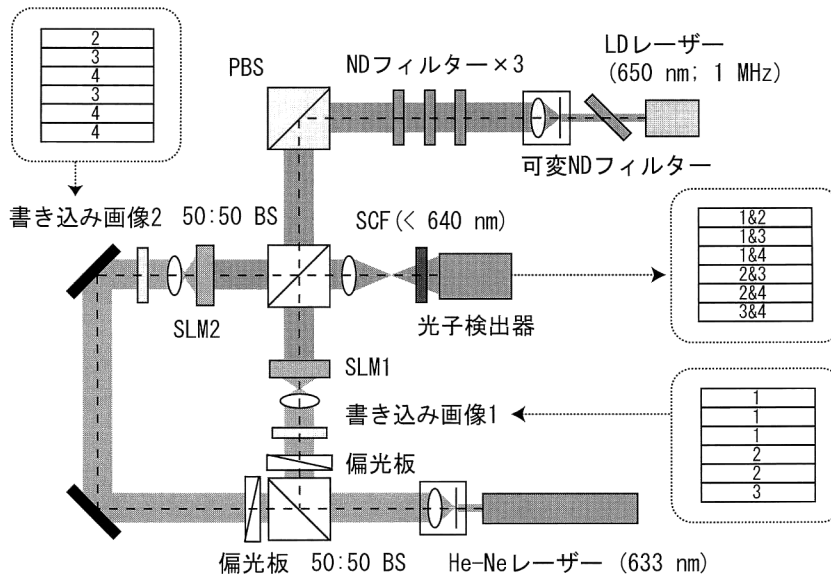 2
3
4
3
4
4
PBS
NDフィルター×3
LDレーザー
(650 nm; 1 MHz)
可変NDフィルター
書き込み画像2
50:50 BS
SCF(< 640 nm)
1&2
1&3
1&4
2&3
2&4
3&4
SLM2
光子検出器
SLM1
書き込み画像1
1
1
1
2
2
3
偏光板
偏光板
50:50 BS
He-Neレーザー (633 nm)